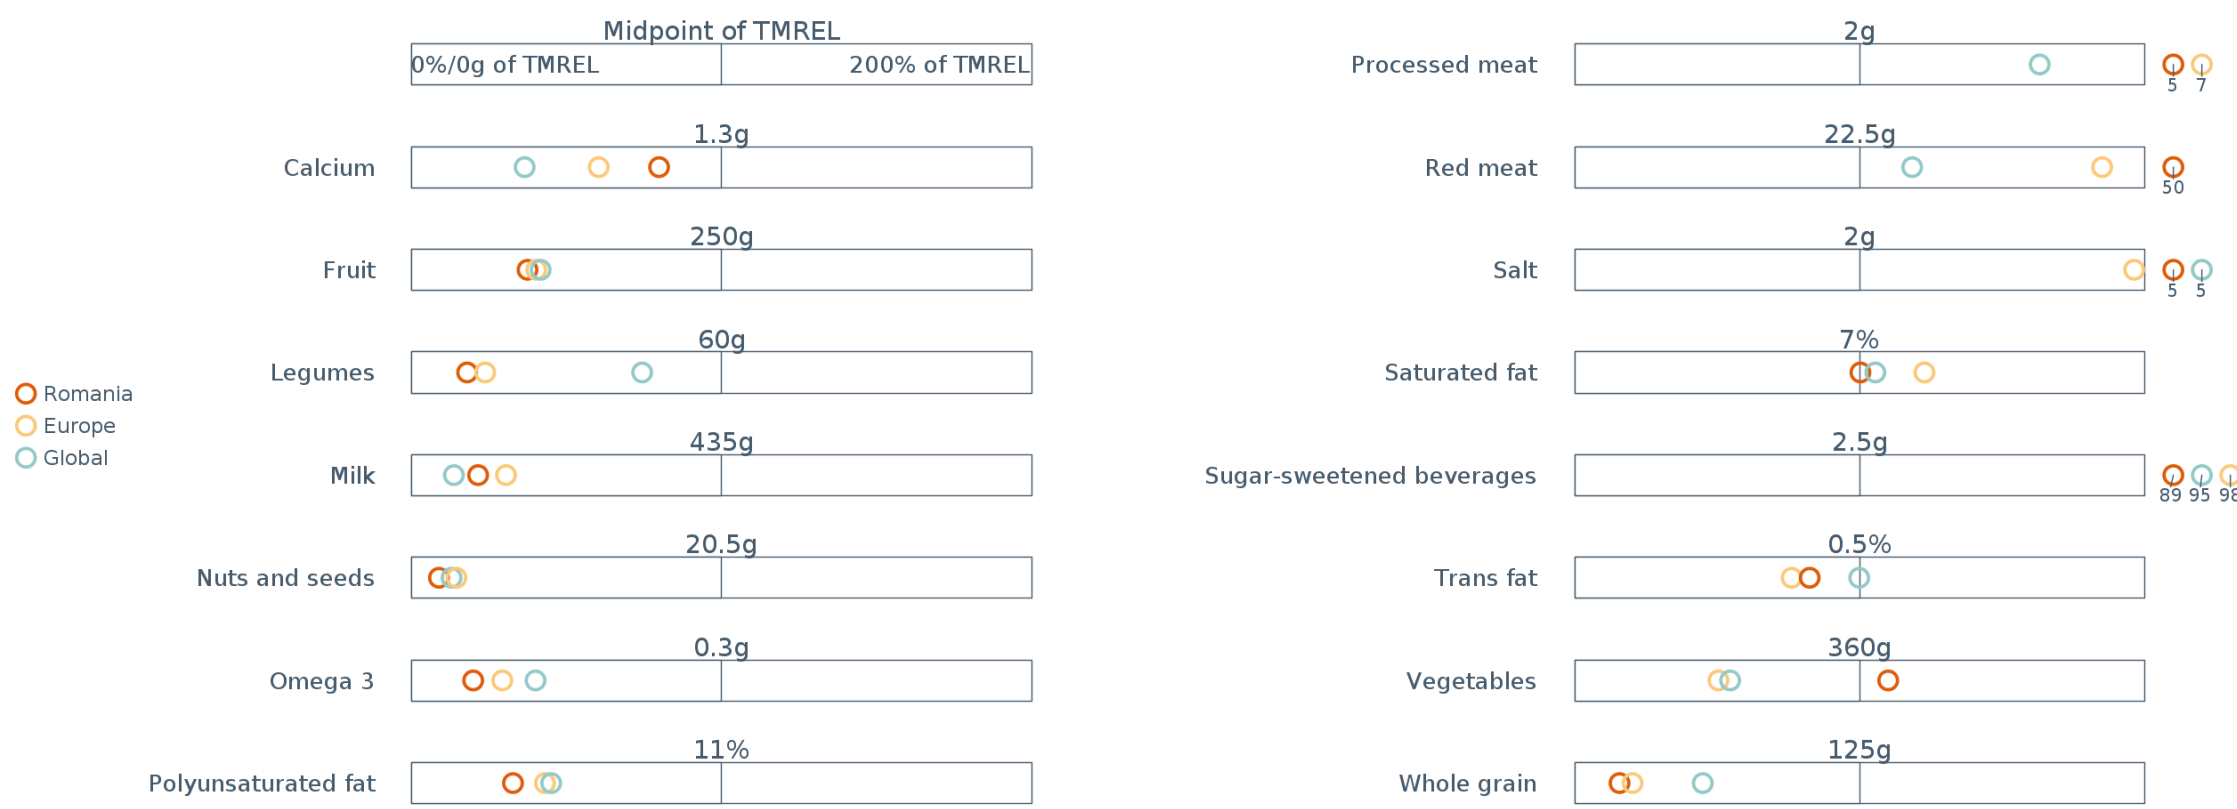 Midpoint of TMREL
0%/0g of TMREL 200% of TMREL
1.3g
Calcium
250g
Fruit
60g
Legumes
435g
Milk
20.5g
Nuts and seeds
0.3g
Omega 3
11%
Polyunsaturated fat
Romania
Europe
Global
2g
Processed meat
5 7
22.5g
Red meat
50
2g
Salt
5 5
7%
Saturated fat
2.5g
Sugar-sweetened beverages
89 95 98
0.5%
Trans fat
360g
Vegetables
125g
Whole grain